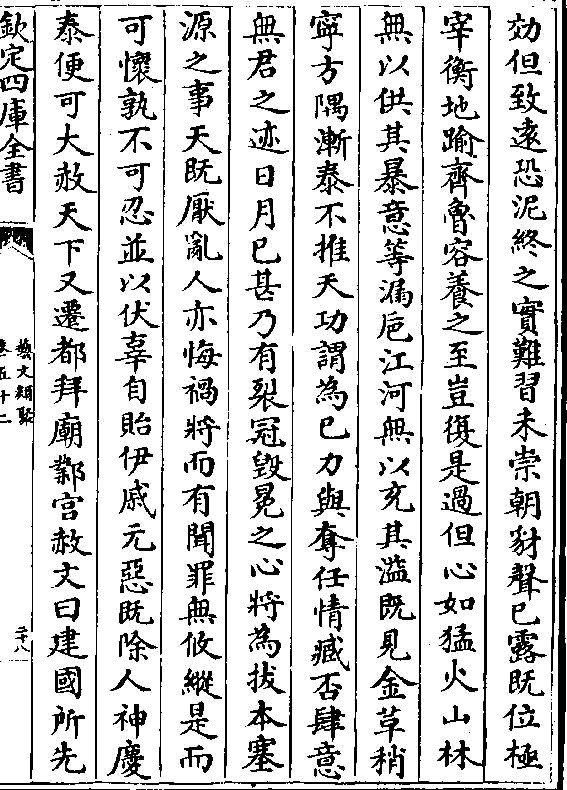 効但致遠恐泥終之實難習未崇朝豺聲已露既位極
宰衡地踰齊魯容養之至豈復是過但心如猛火山林
無以供其暴意等漏巵江河無以充其溢既見金草稍
寧方隅漸泰不推天功謂為已力與奪任情臧否肆意
無君之迹日月已甚乃有裂冠毀冕之心將為拔本塞
源之事天既厭亂人亦悔禍將而有聞罪無攸縱是而
可懷孰不可忍並以伏辜自貽伊戚元惡既除人神慶
泰便可大赦天下又遷都拜廟鄴宫赦文曰建國所先
欽定四庫全書
藝文類聚
卷五十二
二十八